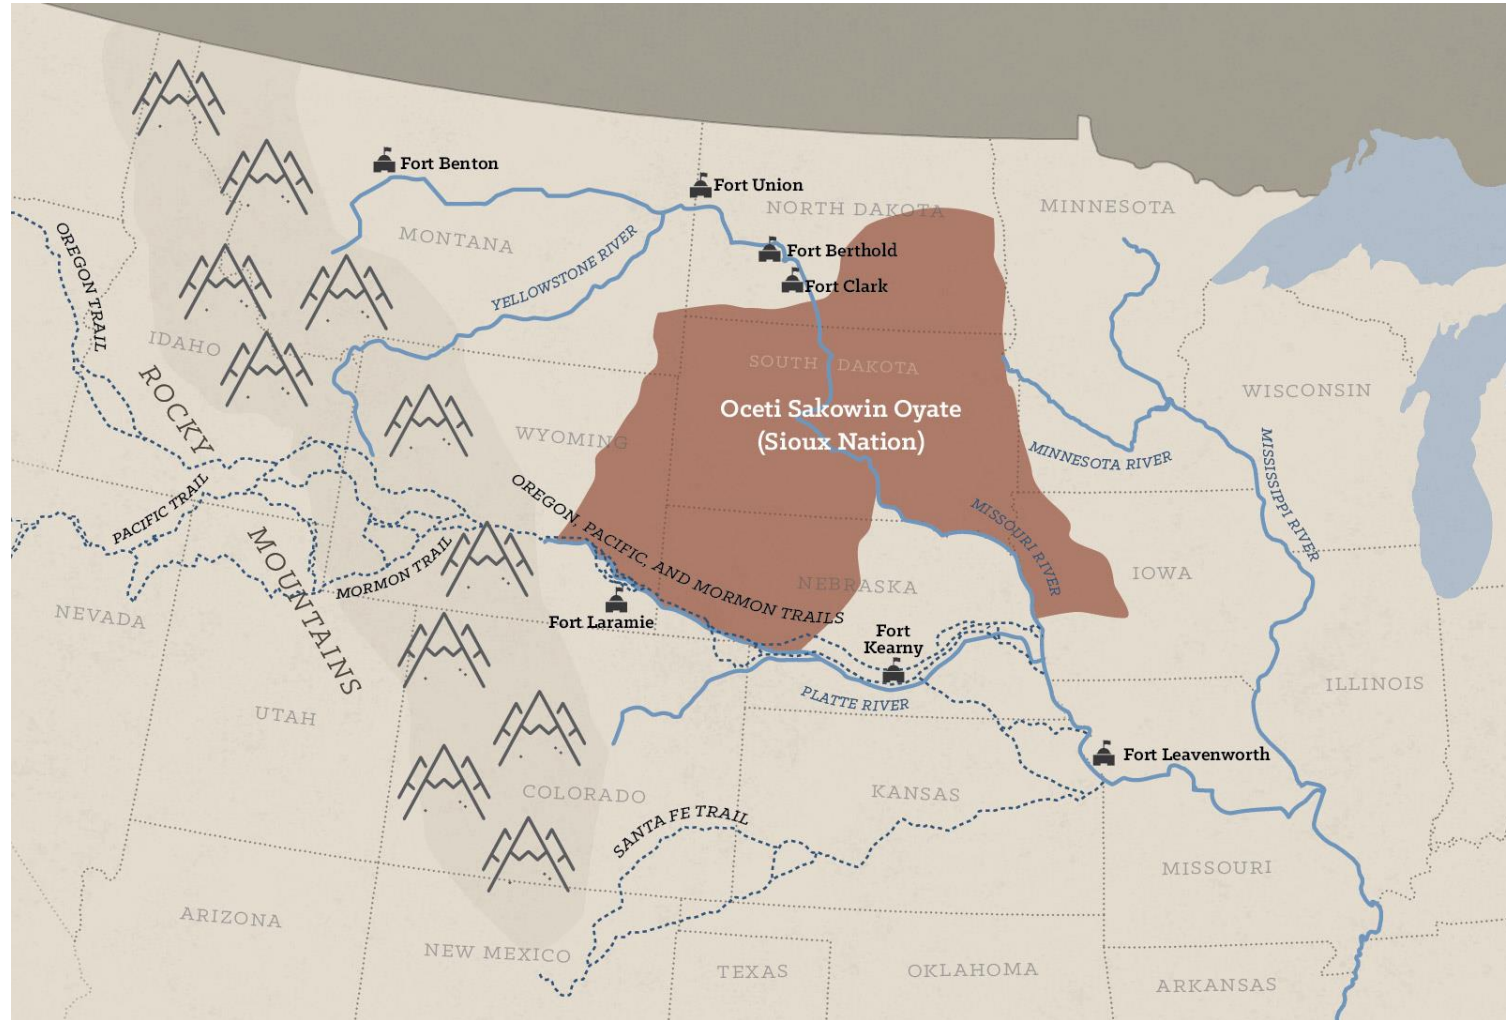 Fort Benton
Fort Union
NORTH DAKOTA
MINNESOTA
MONTANA
OREGON TRAIL
YELLOWSTONE RIVER
Fort Berthold
Fort Clark
IDAHO
SOUTH DAKOTA
WISCONSIN
ROCKY
MOUNTAINS
Oceti Sakowin Oyate
(Sioux Nation)
WYOMING
MINNESOTA RIVER
MISSISSIPPI RIVER
PACIFIC TRAIL
OREGON, PACIFIC, AND MORMON TRAILS
MISSOURI RIVER
MORMON TRAIL
NEBRASKA
IOWA
NEVADA
Fort Laramie
Fort
Kearny
PLATTE RIVER
ILLINOIS
UTAH
Fort Leavenworth
COLORADO
KANSAS
SANTA FE TRAIL
MISSOURI
ARIZONA
NEW MEXICO
TEXAS
OKLAHOMA
ARKANSAS